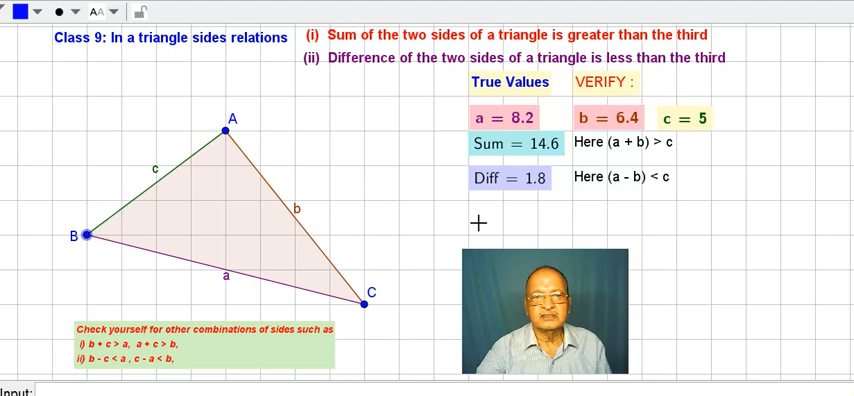 AA
Class 9: In a triangle sides relations
(i) Sum of the two sides of a triangle is greater than the third
(ii) Difference of the two sides of a triangle is less than the third
True Values VERIFY :
a = 8.2 b = 6.4 c = 5
Sum = 14.6 Here (a + b) > c
Diff = 1.8 Here (a - b) < c
A
c
b
B
a
C
Check yourself for other combinations of sides such as
i) b + c > a, a + c > b,
ii) b - c < a , c - a < b,
Input: